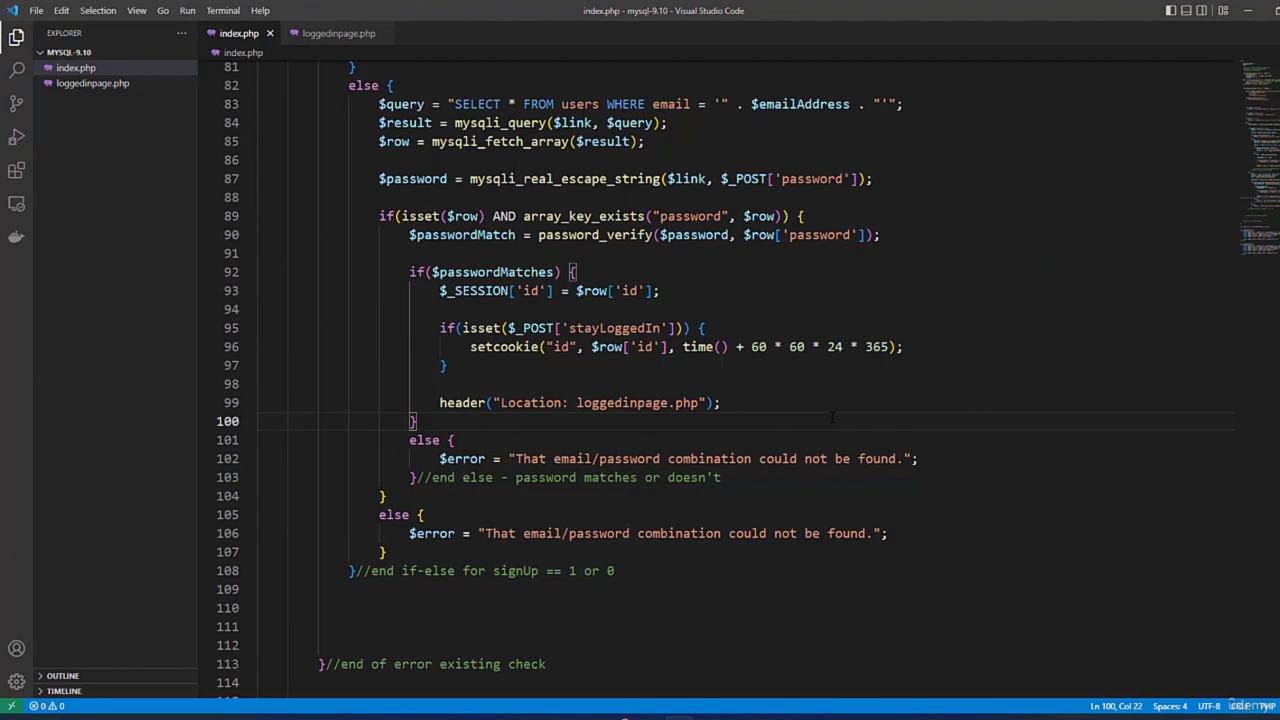 File Edit Selection View Go Run Terminal Help
index.php - mysql-9.10 - Visual Studio Code
EXPLORER
MYSQL-9.10
index.php
loggedinpage.php
OUTLINE
TIMELINE
index.php
loggedinpage.php
index.php
81 }
82 else {
83 $query = "SELECT * FROM users WHERE email = '" . $emailAddress . "'";
84 $result = mysqli_query($link, $query);
85 $row = mysqli_fetch_array($result);
86
87 $password = mysqli_real_escape_string($link, $_POST['password']);
88
89 if(isset($row) AND array_key_exists("password", $row)) {
90 $passwordMatch = password_verify($password, $row['password']);
91
92 if($passwordMatches) {
93 $_SESSION['id'] = $row['id'];
94
95 if(isset($_POST['stayLoggedIn'])) {
96 setcookie("id", $row['id'], time() + 60 * 60 * 24 * 365);
97 }
98
99 header("Location: loggedinpage.php");
100 }
101 else {
102 $error = "That email/password combination could not be found.";
103 }//end else - password matches or doesn't
104 }
105 else {
106 $error = "That email/password combination could not be found.";
107 }
108 }//end if-else for signUp == 1 or 0
109
110
111
112
113 }//end of error existing check
114
0 0
Ln 100, Col 22 Spaces: 4 UTF-8 CRLF PHP
udemy